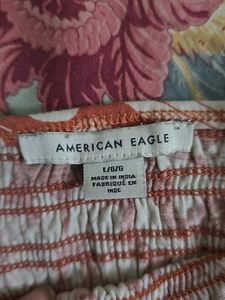 AMERICAN EAGLE
L/G/G
MADE IN INDIA
FABRIQUÉ EN
INDE